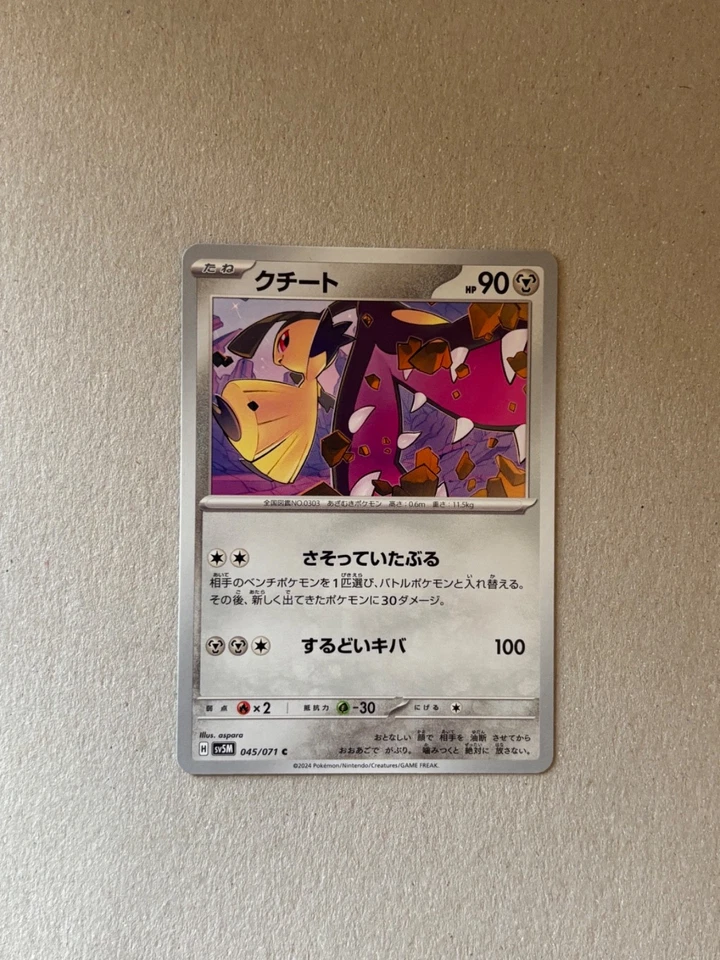 たね クチート HP 90
全国図鑑NO.0303 あざむきポケモン 高さ:0.6m 重さ:11.5kg
さそっていたぶる
相手のベンチポケモンを1匹選び、バトルポケモンと入れ替える。
その後、新しく出てきたポケモンに30ダメージ。
するどいキバ 100
弱点 ×2 抵抗力 -30 にげる
Illus. aspara
おとなしい 顔で 相手を 油断 させてから
H sv5M 045/071 C
おおあごで がぶり。 噛みつくと 絶対に 放さない。
©2024 Pokémon/Nintendo/Creatures/GAME FREAK.